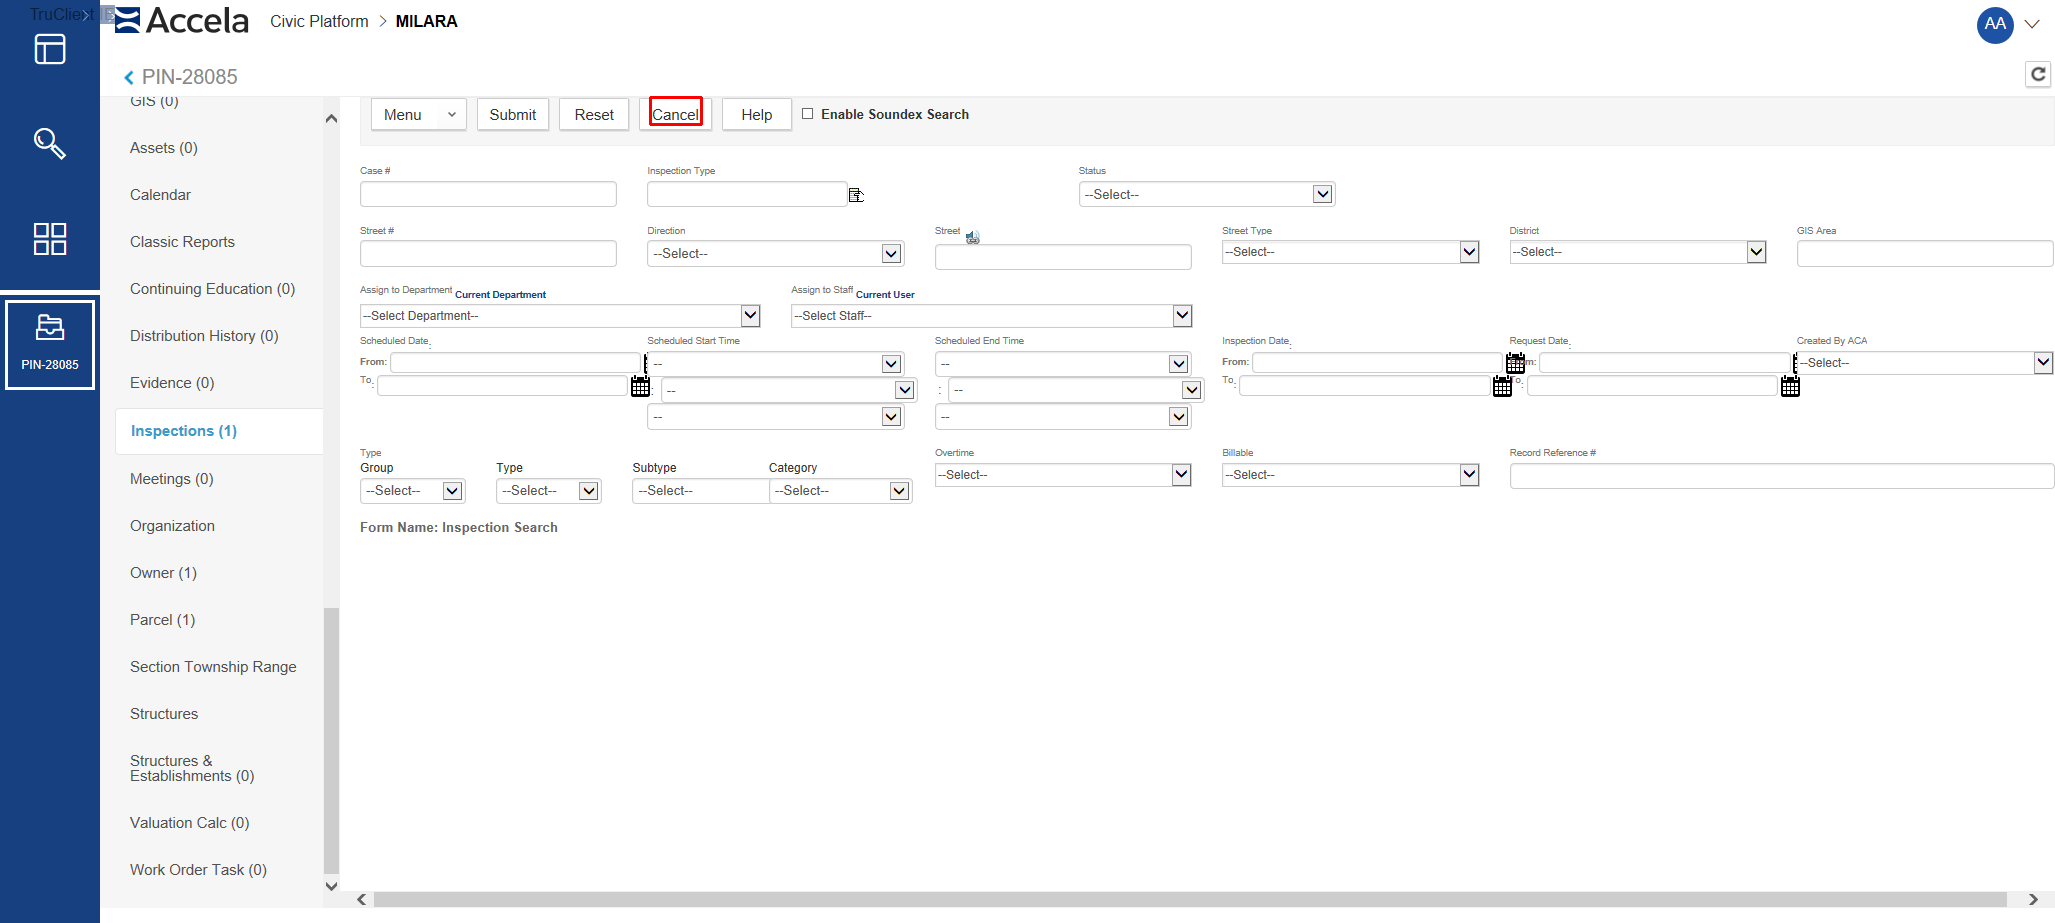 TruClient IE
Accela
Civic Platform > MILARA
AA
PIN-28085
PIN-28085
GIS (0)
Assets (0)
Calendar
Classic Reports
Continuing Education (0)
Distribution History (0)
Evidence (0)
Inspections (1)
Meetings (0)
Organization
Owner (1)
Parcel (1)
Section Township Range
Structures
Structures &
Establishments (0)
Valuation Calc (0)
Work Order Task (0)
Menu Submit Reset Cancel Help Enable Soundex Search
Case # Inspection Type Status
--Select--
Street # Direction Street Street Type District GIS Area
--Select-- --Select-- --Select--
Assign to Department Current Department Assign to Staff Current User
--Select Department-- --Select Staff--
Scheduled Date: Scheduled Start Time Scheduled End Time Inspection Date: Request Date: Created By ACA
From: -- -- From: --Select--
To: : -- : -- To: To:
-- --
Type Overtime Billable Record Reference #
Group Type Subtype Category
--Select-- --Select-- --Select-- --Select-- --Select-- --Select--
Form Name: Inspection Search